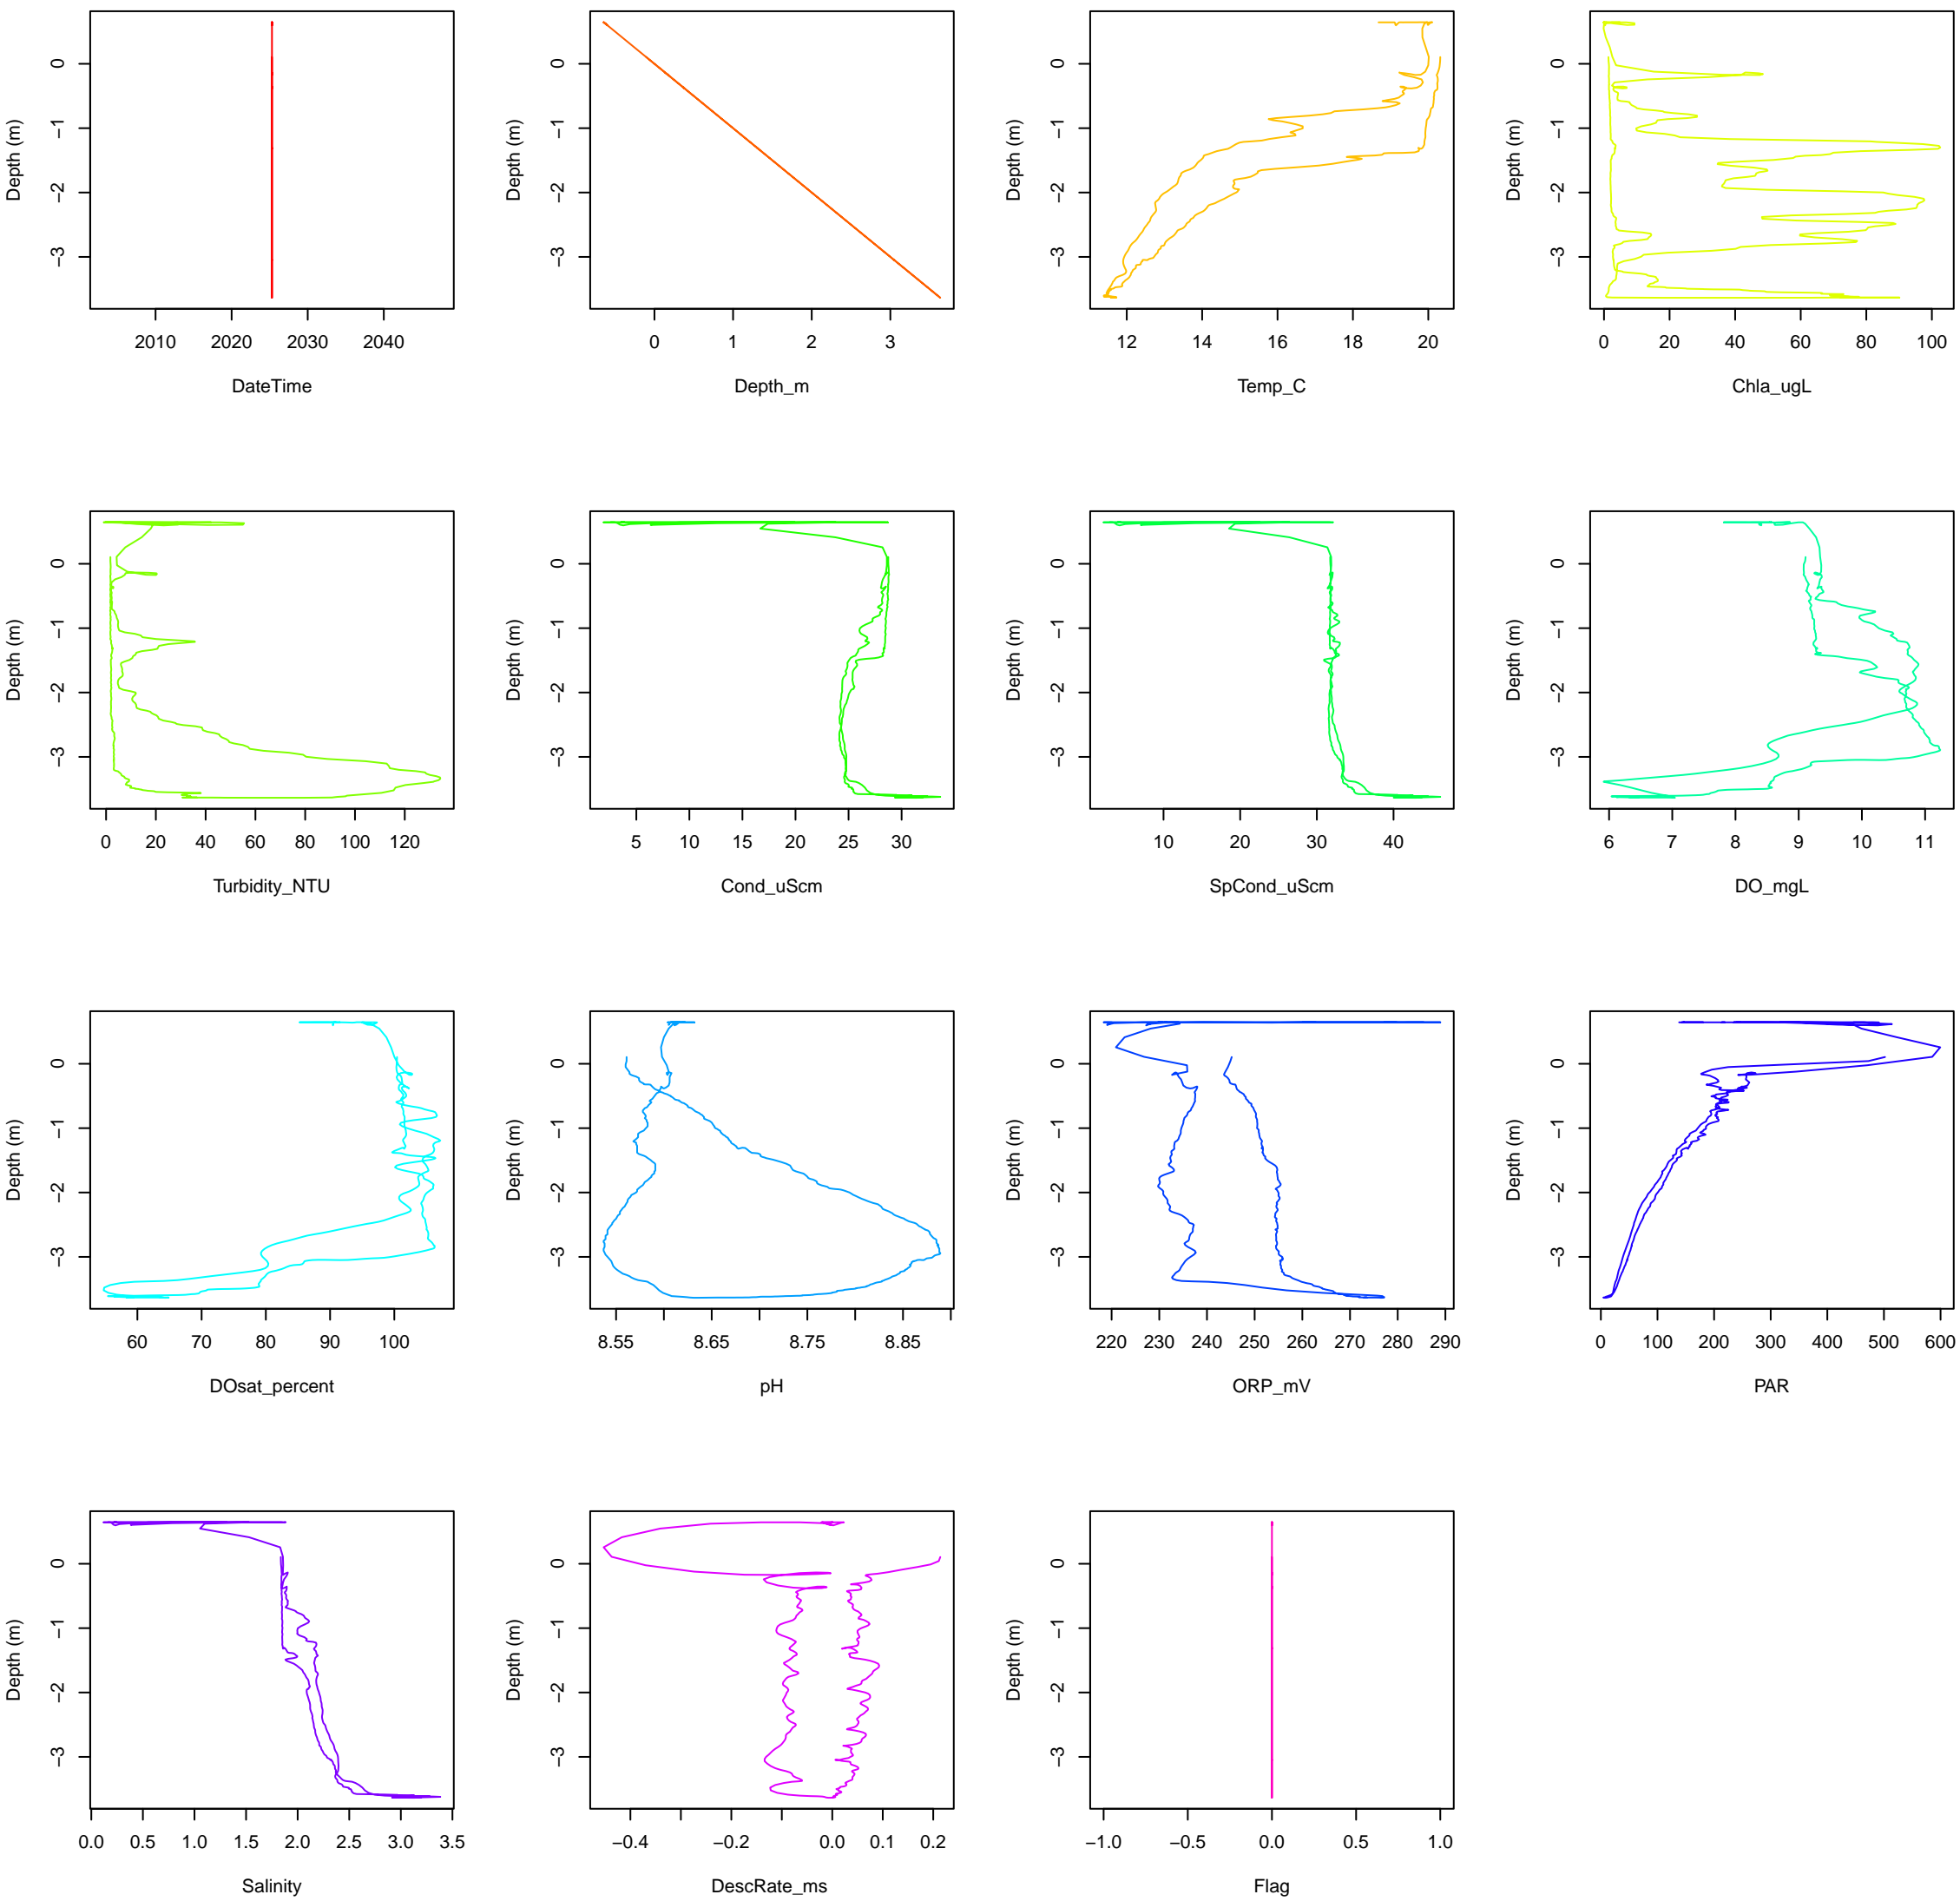 Depth (m)
0
−1
−2
−3
2010 2020 2030 2040
DateTime
Depth (m)
0
−1
−2
−3
0 1 2 3
Depth_m
Depth (m)
0
−1
−2
−3
12 14 16 18 20
Temp_C
Depth (m)
0
−1
−2
−3
0 20 40 60 80 100
Chla_ugL
Depth (m)
0
−1
−2
−3
0 20 40 60 80 100 120
Turbidity_NTU
Depth (m)
0
−1
−2
−3
5 10 15 20 25 30
Cond_uScm
Depth (m)
0
−1
−2
−3
10 20 30 40
SpCond_uScm
Depth (m)
0
−1
−2
−3
6 7 8 9 10 11
DO_mgL
Depth (m)
0
−1
−2
−3
60 70 80 90 100
DOsat_percent
Depth (m)
0
−1
−2
−3
8.55 8.65 8.75 8.85
pH
Depth (m)
0
−1
−2
−3
220 230 240 250 260 270 280 290
ORP_mV
Depth (m)
0
−1
−2
−3
0 100 200 300 400 500 600
PAR
Depth (m)
0
−1
−2
−3
0.0 0.5 1.0 1.5 2.0 2.5 3.0 3.5
Salinity
Depth (m)
0
−1
−2
−3
−0.4 −0.2 0.0 0.1 0.2
DescRate_ms
Depth (m)
0
−1
−2
−3
−1.0 −0.5 0.0 0.5 1.0
Flag